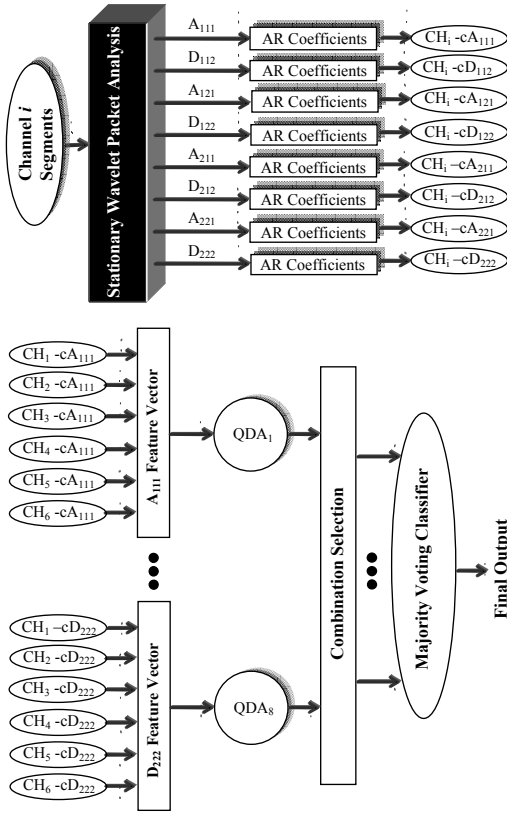 Channel i
Segments
Stationary Wavelet Packet Analysis
A111
AR Coefficients
CHi -cA111
D112
AR Coefficients
CHi -cD112
A121
AR Coefficients
CHi -cA121
D122
AR Coefficients
CHi -cD122
A211
AR Coefficients
CHi –cA211
D212
AR Coefficients
CHi –cD212
A221
AR Coefficients
CHi –cA221
D222
AR Coefficients
CHi –cD222
CH1 -cA111
CH2 -cA111
CH3 -cA111
CH4 -cA111
CH5 -cA111
CH6 -cA111
A111 Feature Vector
QDA1
CH1 –cD222
CH2 -cD222
CH3 -cD222
CH4 -cD222
CH5 -cD222
CH6 -cD222
D222 Feature Vector
QDA8
Combination Selection
Majority Voting Classifier
Final Output